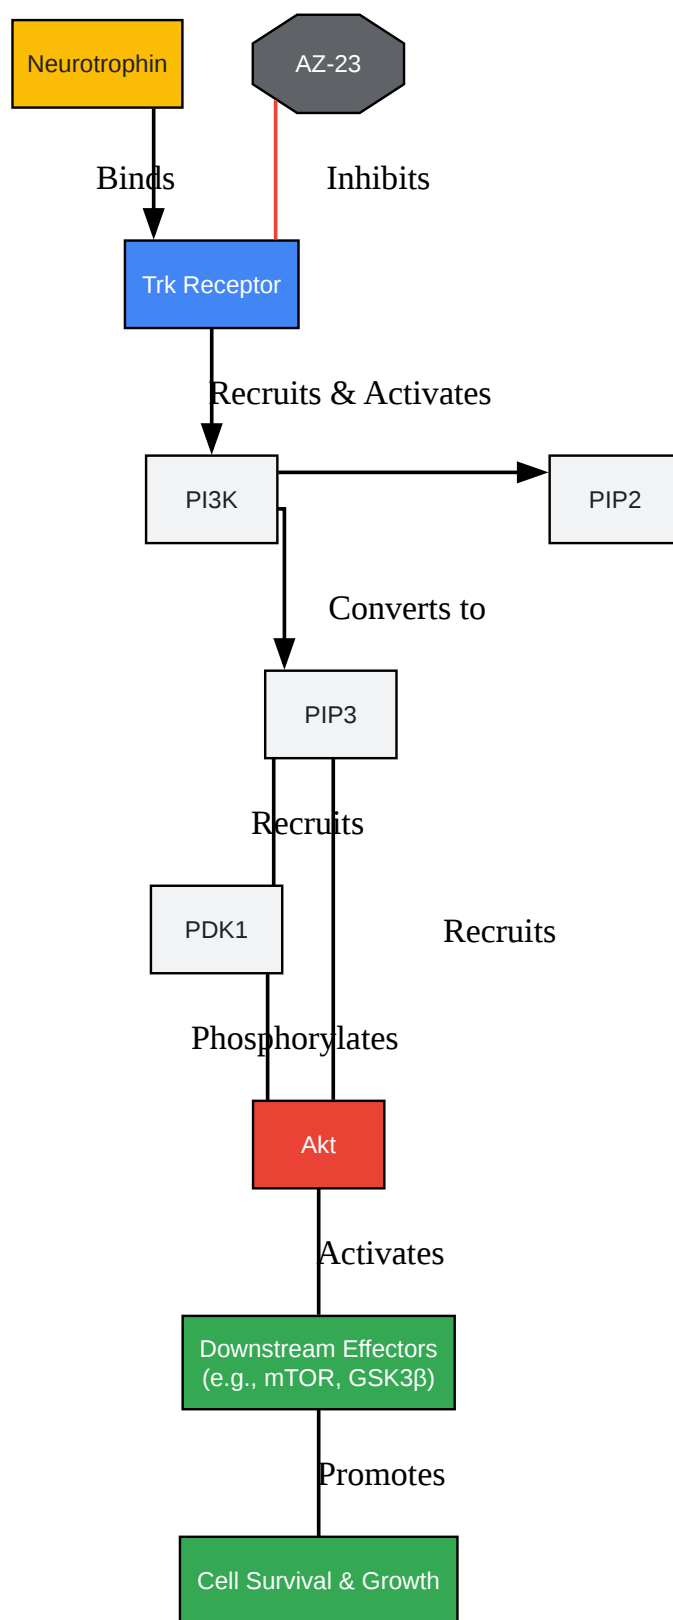 Neurotrophin
AZ-23
Binds
Inhibits
Trk Receptor
Recruits & Activates
PI3K
PIP2
Converts to
PIP3
Recruits
PDK1
Recruits
Phosphorylates
Akt
Activates
Downstream Effectors
(e.g., mTOR, GSK3β)
Promotes
Cell Survival & Growth